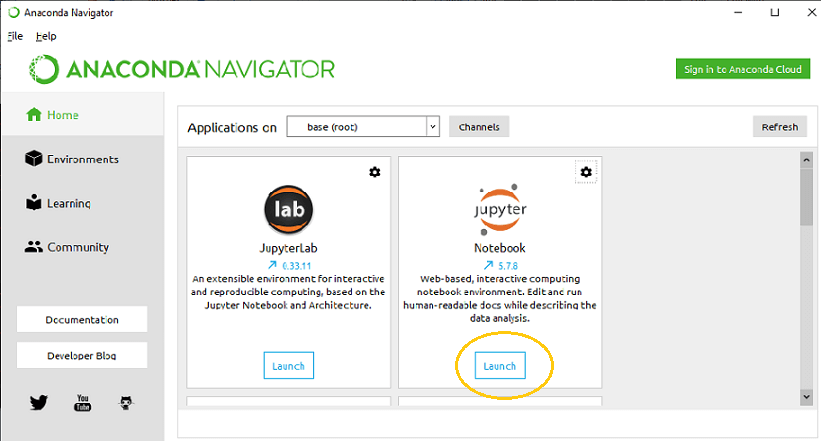 Anaconda Navigator
File Help
ANACONDA NAVIGATOR
Sign in to Anaconda Cloud
Home
Environments
Learning
Community
Documentation
Developer Blog
You
Tube
Applications on base (root) Channels Refresh
lab
JupyterLab
0.33.11
An extensible environment for interactive
and reproducible computing, based on the
Jupyter Notebook and Architecture.
Launch
jupyter
Notebook
5.7.8
Web-based, interactive computing
notebook environment. Edit and run
human-readable docs while describing the
data analysis.
Launch